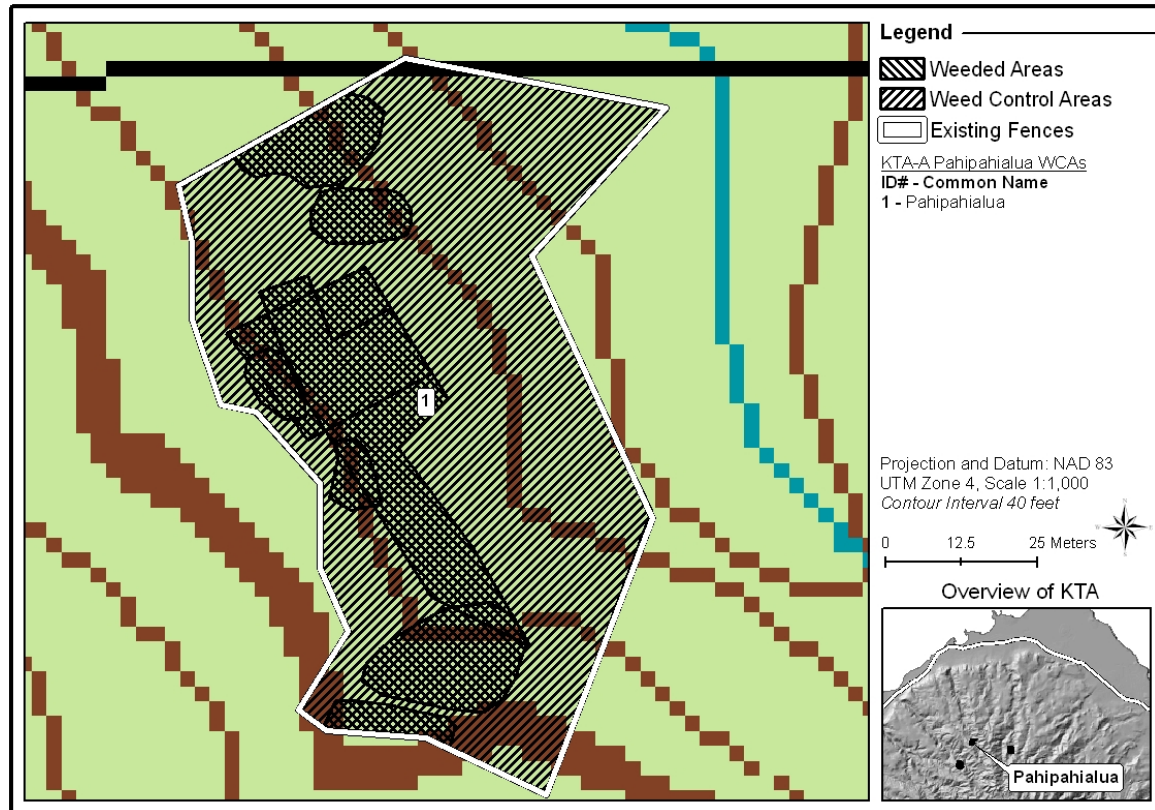 Legend
Weeded Areas
Weed Control Areas
Existing Fences
KTA-A Pahipahialua WCAs
ID# - Common Name
1 - Pahipahialua
1
Projection and Datum: NAD 83
UTM Zone 4, Scale 1:1,000
Contour Interval 40 feet
0 12.5 25 Meters
Overview of KTA
Pahipahialua